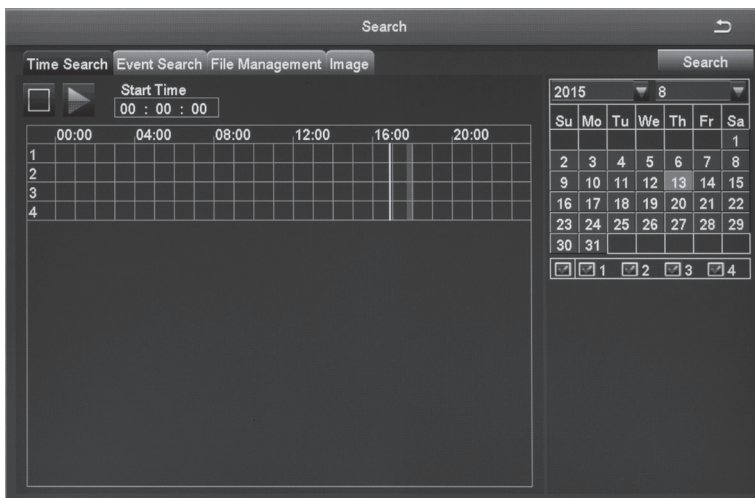 Search
Time Search Event Search File Management Image
Search
Start Time
00 : 00 : 00
00:00 04:00 08:00 12:00 16:00 20:00
1
2
3
4
2015 8
Su Mo Tu We Th Fr Sa
1
2 3 4 5 6 7 8
9 10 11 12 13 14 15
16 17 18 19 20 21 22
23 24 25 26 27 28 29
30 31
1 2 3 4